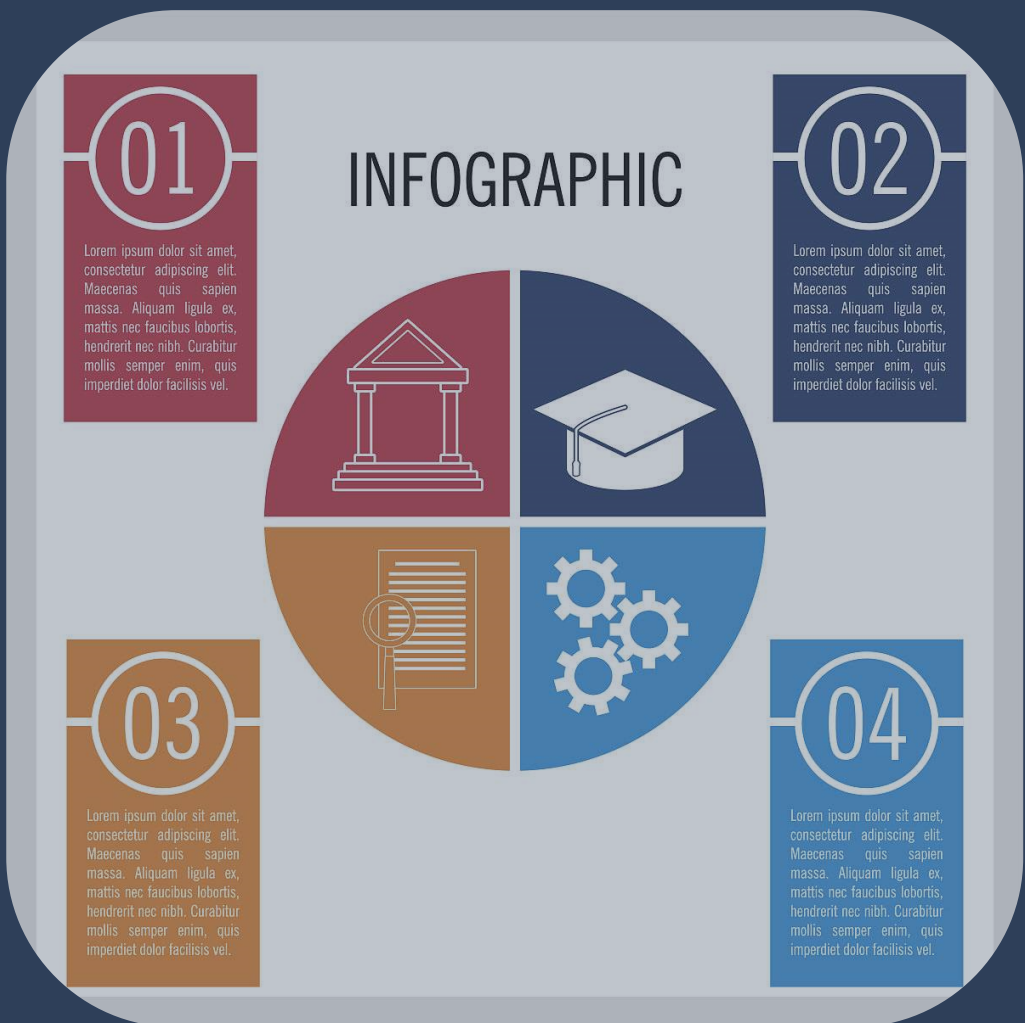 INFOGRAPHIC
01
Lorem ipsum dolor sit amet,
consectetur adipiscing elit.
Maecenas quis sapien
massa. Aliquam ligula ex,
mattis nec faucibus lobortis,
hendrerit nec nibh. Curabitur
mollis semper enim, quis
imperdiet dolor facilisis vel.
02
Lorem ipsum dolor sit amet,
consectetur adipiscing elit.
Maecenas quis sapien
massa. Aliquam ligula ex,
mattis nec faucibus lobortis,
hendrerit nec nibh. Curabitur
mollis semper enim, quis
imperdiet dolor facilisis vel.
03
Lorem ipsum dolor sit amet,
consectetur adipiscing elit.
Maecenas quis sapien
massa. Aliquam ligula ex,
mattis nec faucibus lobortis,
hendrerit nec nibh. Curabitur
mollis semper enim, quis
imperdiet dolor facilisis vel.
04
Lorem ipsum dolor sit amet,
consectetur adipiscing elit.
Maecenas quis sapien
massa. Aliquam ligula ex,
mattis nec faucibus lobortis,
hendrerit nec nibh. Curabitur
mollis semper enim, quis
imperdiet dolor facilisis vel.